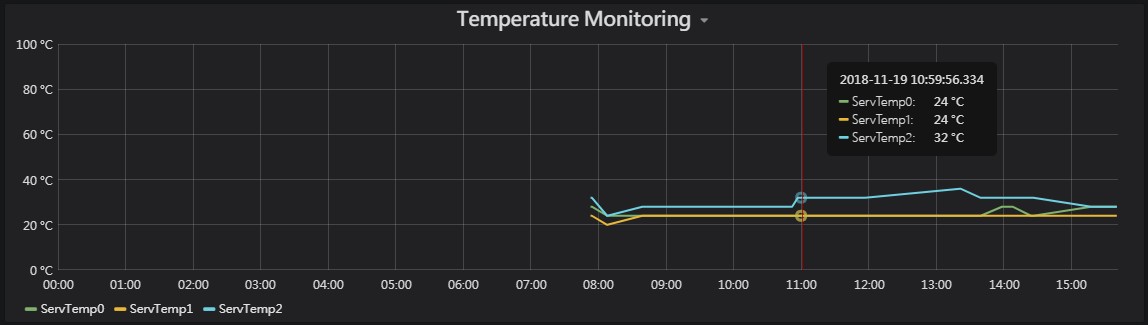 Temperature Monitoring
100 °C
80 °C
60 °C
40 °C
20 °C
0 °C
2018-11-19 10:59:56.334
ServTemp0: 24 °C
ServTemp1: 24 °C
ServTemp2: 32 °C
00:00 01:00 02:00 03:00 04:00 05:00 06:00 07:00 08:00 09:00 10:00 11:00 12:00 13:00 14:00 15:00
ServTemp0 ServTemp1 ServTemp2